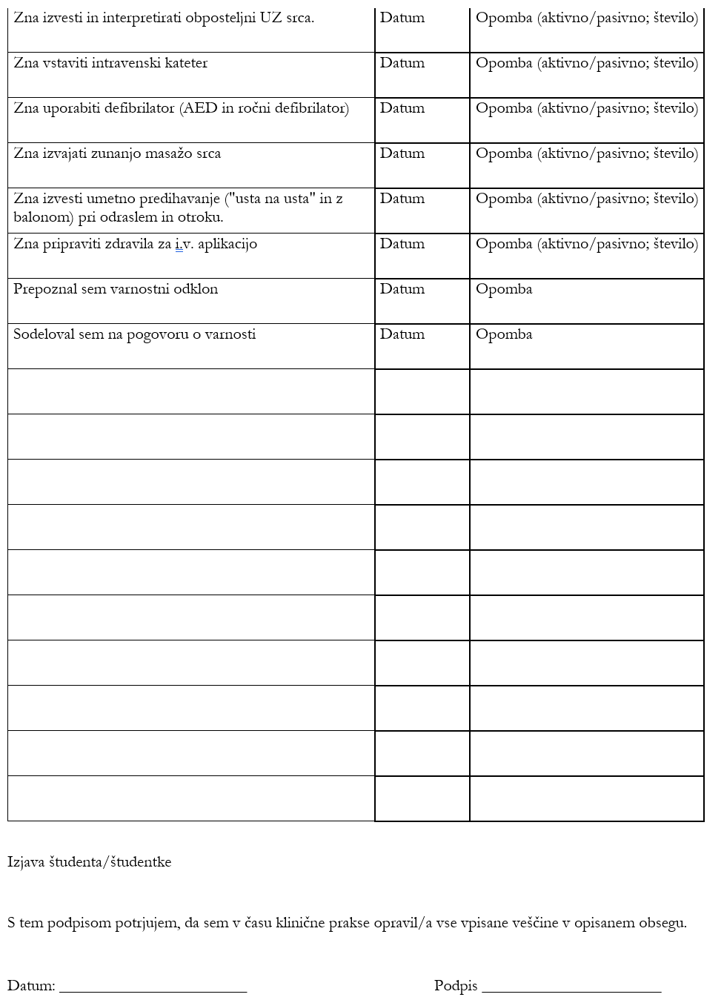 Zna izvesti in interpretirati obposteljni UZ srca. Datum Opomba (aktivno/pasivno; število)
Zna vstaviti intravenski kateter Datum Opomba (aktivno/pasivno; število)
Zna uporabiti defibrilator (AED in ročni defibrilator) Datum Opomba (aktivno/pasivno; število)
Zna izvajati zunanjo masažo srca Datum Opomba (aktivno/pasivno; število)
Zna izvesti umetno predihavanje ("usta na usta" in z Datum Opomba (aktivno/pasivno; število)
balonom) pri odraslem in otroku.
Zna pripraviti zdravila za i.v. aplikacijo Datum Opomba (aktivno/pasivno; število)
Prepoznal sem varnostni odklon Datum Opomba
Sodeloval sem na pogovoru o varnosti Datum Opomba
Izjava študenta/študentke
S tem podpisom potrjujem, da sem v času klinične prakse opravil/a vse vpisane veščine v opisanem obsegu.
Datum: _______________________ Podpis ______________________